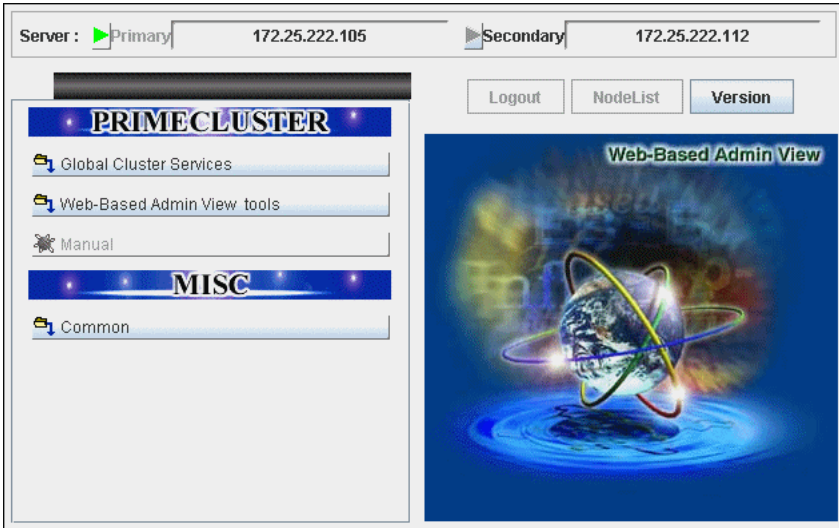 Server : Primary 172.25.222.105 Secondary 172.25.222.112
Logout NodeList Version
PRIMECLUSTER
Global Cluster Services
Web-Based Admin View tools
Manual
MISC
Common
Web-Based Admin View